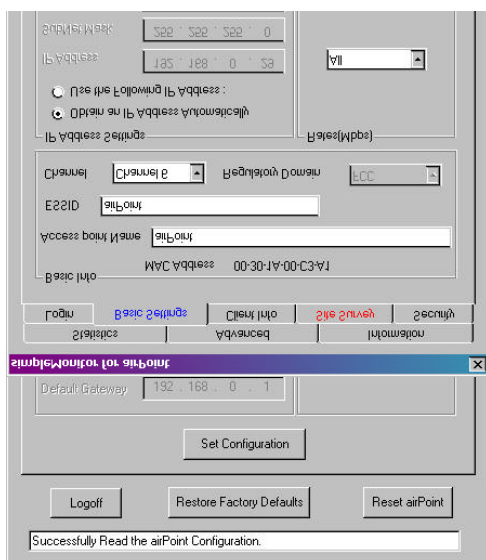 SubNet Mask 255 . 255 . 255 . 0
IP Address 192 . 168 . 0 . 29 All
Use the Following IP Address :
Obtain an IP Address Automatically
IP Address Settings Rates(Mbps)
Channel Channel 6 Regulatory Domain FCC
ESSID airPoint
Access point Name airPoint
MAC Address 00-30-1A-00-C3-A1
Basic Info
Login Basic Settings Client Info Site Survey Security
Statistics Advanced Information
simpleMonitor for airPoint
Default Gateway 192 . 168 . 0 . 1
Set Configuration
Logoff Restore Factory Defaults Reset airPoint
Successfully Read the airPoint Configuration.